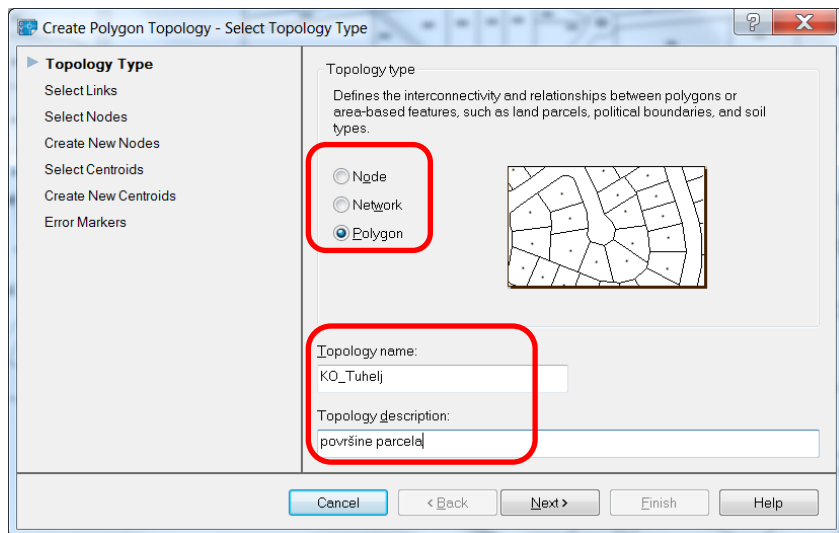 Create Polygon Topology - Select Topology Type
?
X
Topology Type
Select Links
Select Nodes
Create New Nodes
Select Centroids
Create New Centroids
Error Markers
Topology type
Defines the interconnectivity and relationships between polygons or
area-based features, such as land parcels, political boundaries, and soil
types.
Node
Network
Polygon
Topology name:
KO_Tuhelj
Topology description:
površine parcela
Cancel
< Back
Next >
Finish
Help